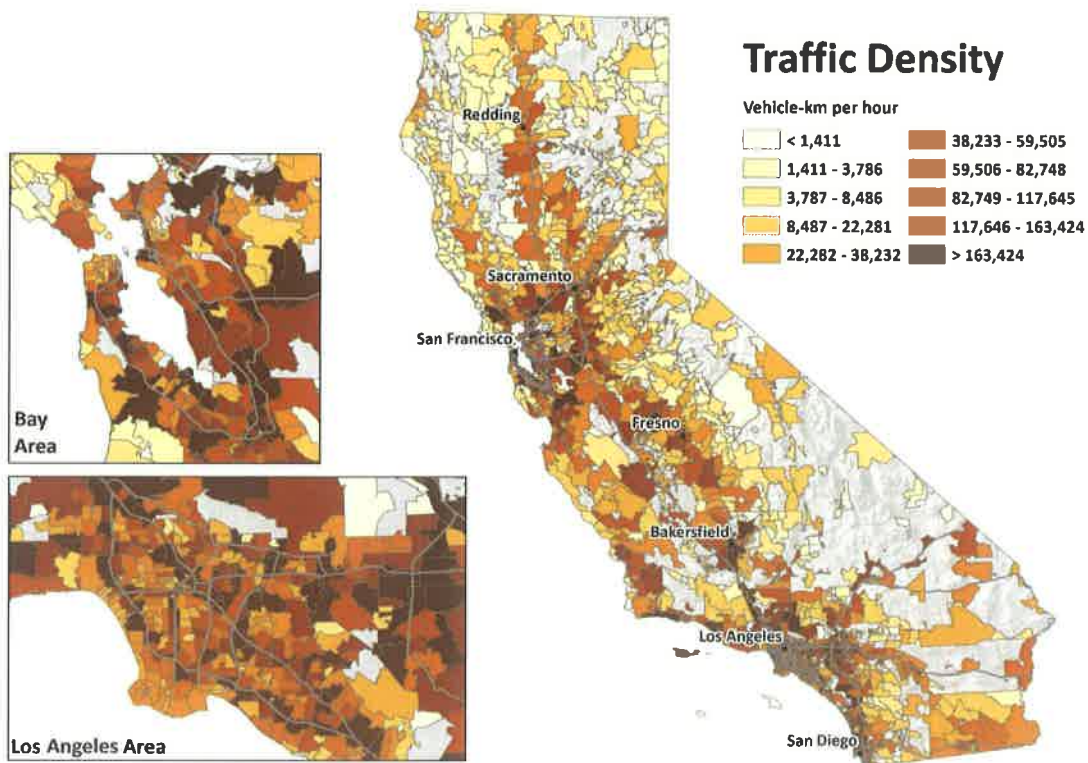 Traffic Density
Vehicle-km per hour
< 1,411
1,411 - 3,786
3,787 - 8,486
8,487 - 22,281
22,282 - 38,232
38,233 - 59,505
59,506 - 82,748
82,749 - 117,645
117,646 - 163,424
> 163,424
Redding
Sacramento
San Francisco
Fresno
Bakersfield
Los Angeles
San Diego
Bay
Area
Los Angeles Area